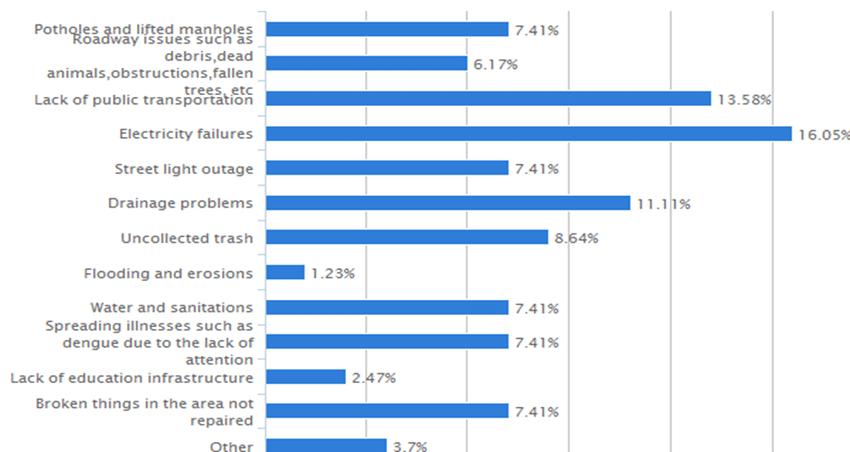 Potholes and lifted manholes
7.41%
Roadway issues such as
debris,dead
animals,obstructions,fallen
trees, etc
6.17%
Lack of public transportation
13.58%
Electricity failures
16.05%
Street light outage
7.41%
Drainage problems
11.11%
Uncollected trash
8.64%
Flooding and erosions
1.23%
Water and sanitations
7.41%
Spreading illnesses such as
dengue due to the lack of
attention
7.41%
Lack of education infrastructure
2.47%
Broken things in the area not
repaired
7.41%
Other
3.7%